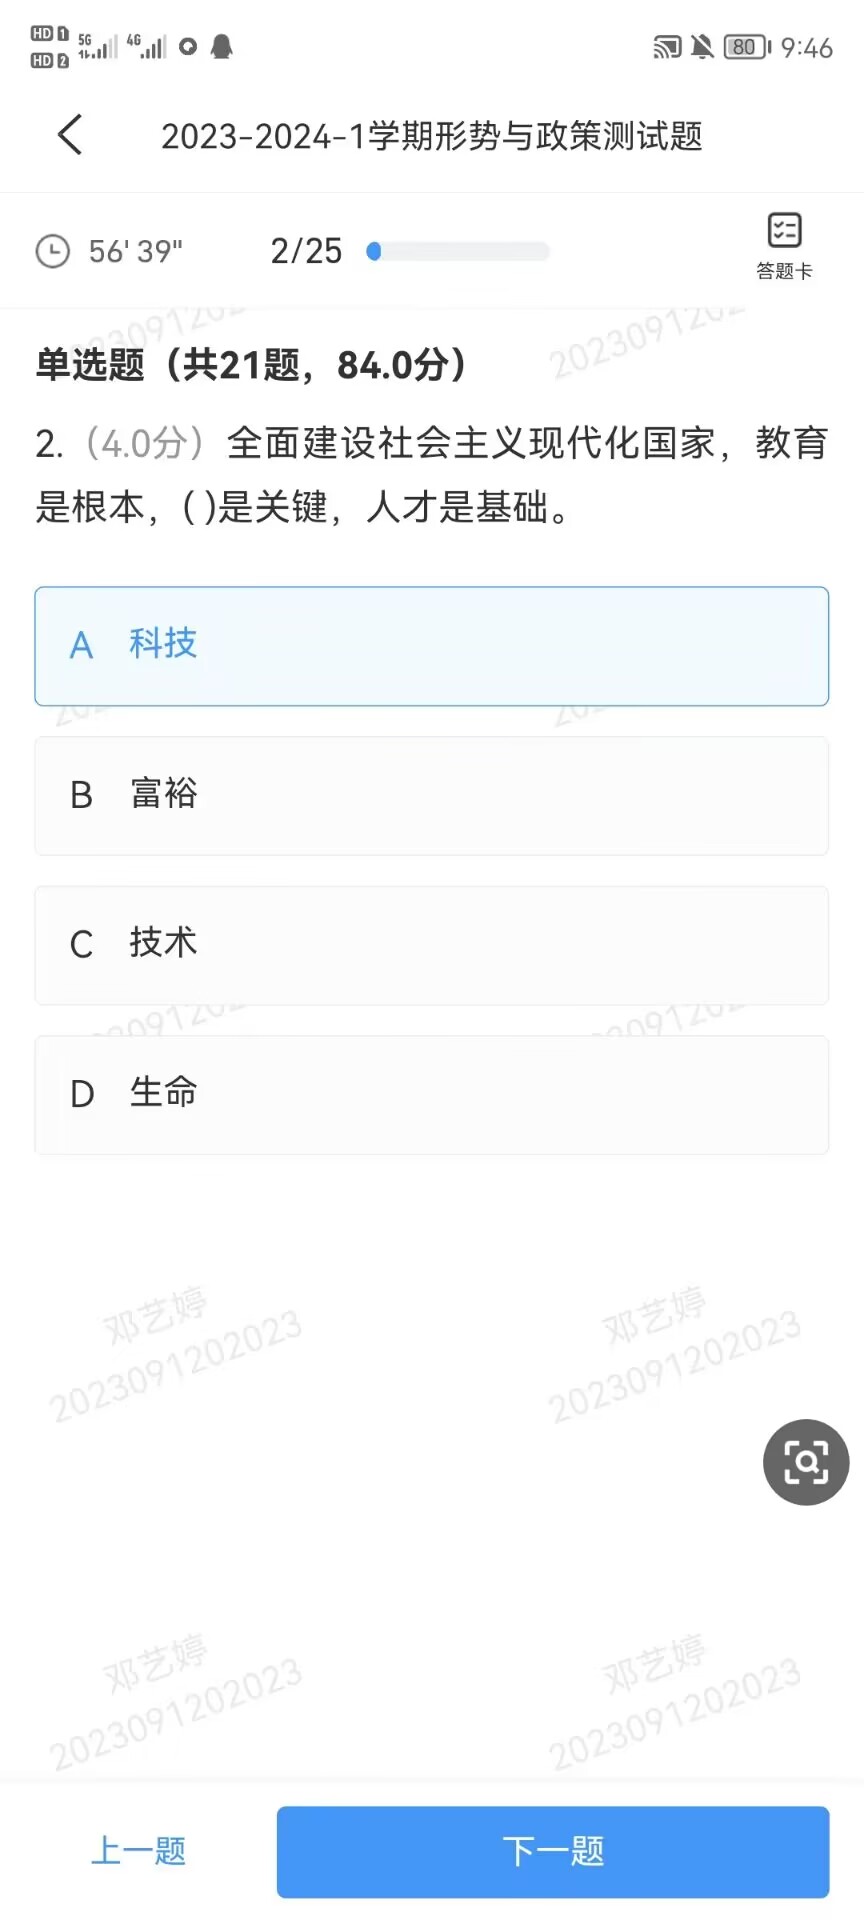 HD 1 5G 4G 80 9:46
HD 2
2023-2024-1学期形势与政策测试题
56' 39" 2/25
答题卡
单选题（共21题，84.0分）
2.（4.0分）全面建设社会主义现代化国家，教育
是根本，( )是关键，人才是基础。
A 科技
B 富裕
C 技术
D 生命
邓艺婷 邓艺婷
2023091202023 2023091202023
邓艺婷 邓艺婷
2023091202023 2023091202023
上一题 下一题